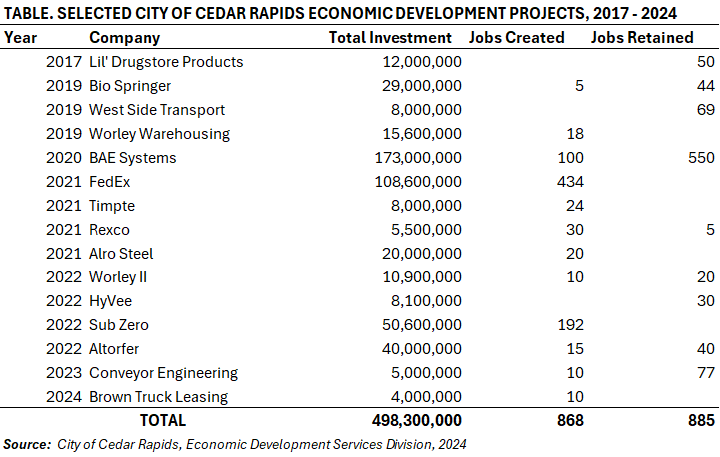 TABLE. SELECTED CITY OF CEDAR RAPIDS ECONOMIC DEVELOPMENT PROJECTS, 2017 - 2024
Year Company Total Investment Jobs Created Jobs Retained
2017 Lil' Drugstore Products 12,000,000 50
2019 Bio Springer 29,000,000 5 44
2019 West Side Transport 8,000,000 69
2019 Worley Warehousing 15,600,000 18
2020 BAE Systems 173,000,000 100 550
2021 FedEx 108,600,000 434
2021 Timpte 8,000,000 24
2021 Rexco 5,500,000 30 5
2021 Alro Steel 20,000,000 20
2022 Worley II 10,900,000 10 20
2022 HyVee 8,100,000 30
2022 Sub Zero 50,600,000 192
2022 Altorfer 40,000,000 15 40
2023 Conveyor Engineering 5,000,000 10 77
2024 Brown Truck Leasing 4,000,000 10
TOTAL 498,300,000 868 885
Source: City of Cedar Rapids, Economic Development Services Division, 2024